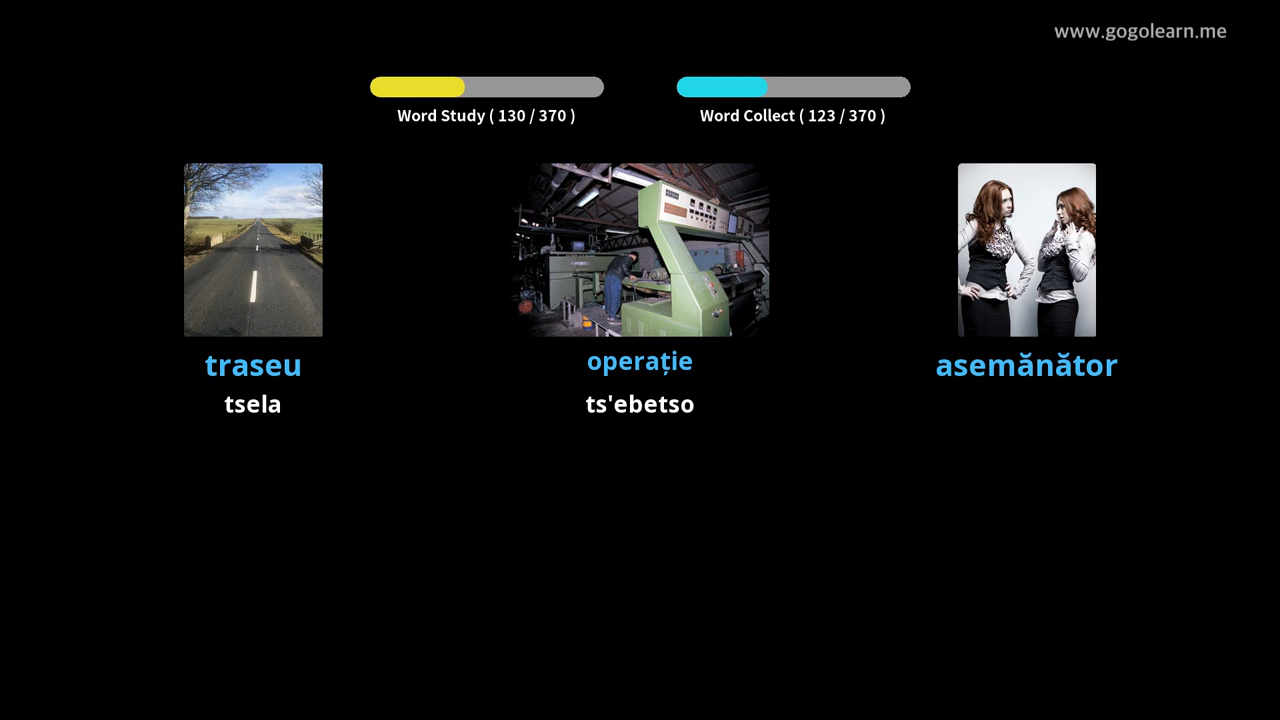 www.gogolearn.me
Word Study ( 130 / 370 )
Word Collect ( 123 / 370 )
traseu
operație
asemănător
tsela
ts'ebetso